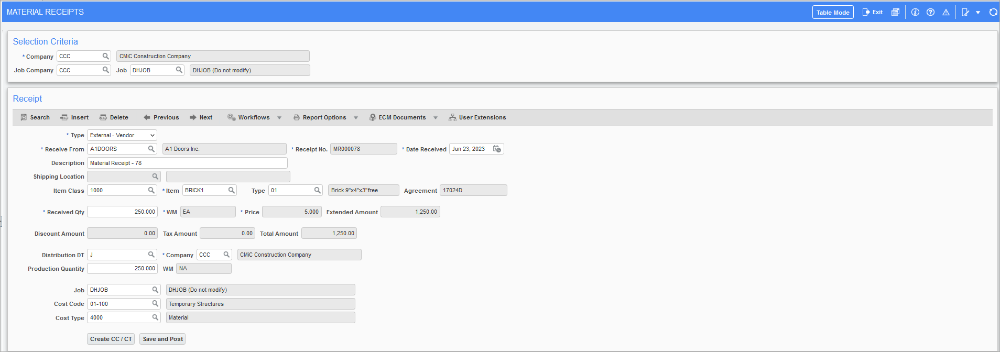 MATERIAL RECEIPTS Table Mode Exit
Selection Criteria
* Company CCC CMiC Construction Company
Job Company CCC Job DHJOB DHJOB (Do not modify)
Receipt
Search Insert Delete Previous Next Workflows Report Options ECM Documents User Extensions
* Type External - Vendor
* Receive From A1DOORS A1 Doors Inc. * Receipt No. MR000078 * Date Received Jun 23, 2023
Description Material Receipt - 78
Shipping Location
Item Class 1000 * Item BRICK1 Type 01 Brick 9"x4"x3"free Agreement 17024D
* Received Qty 250.000 * WM EA * Price 5.000 Extended Amount 1,250.00
Discount Amount 0.00 Tax Amount 0.00 Total Amount 1,250.00
Distribution DT J * Company CCC CMiC Construction Company
Production Quantity 250.000 WM NA
Job DHJOB DHJOB (Do not modify)
Cost Code 01-100 Temporary Structures
Cost Type 4000 Material
Create CC / CT Save and Post